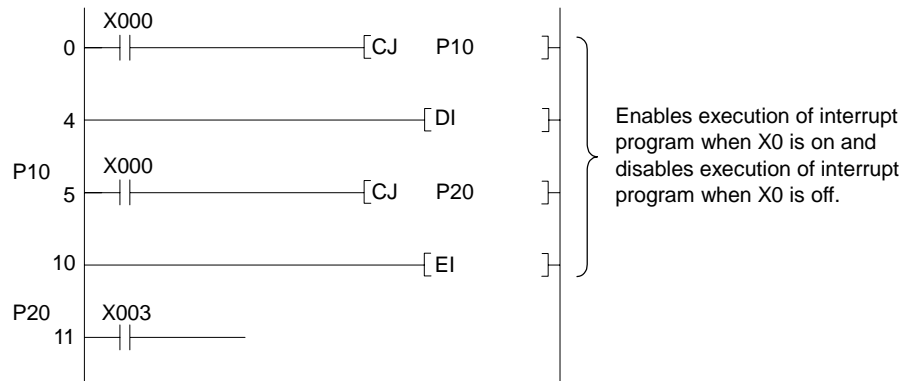 X000
0 [CJ P10 ]
4 [DI ]
P10 X000
5 [CJ P20 ]
10 [EI ]
P20 X003
11
Enables execution of interrupt
program when X0 is on and
disables execution of interrupt
program when X0 is off.